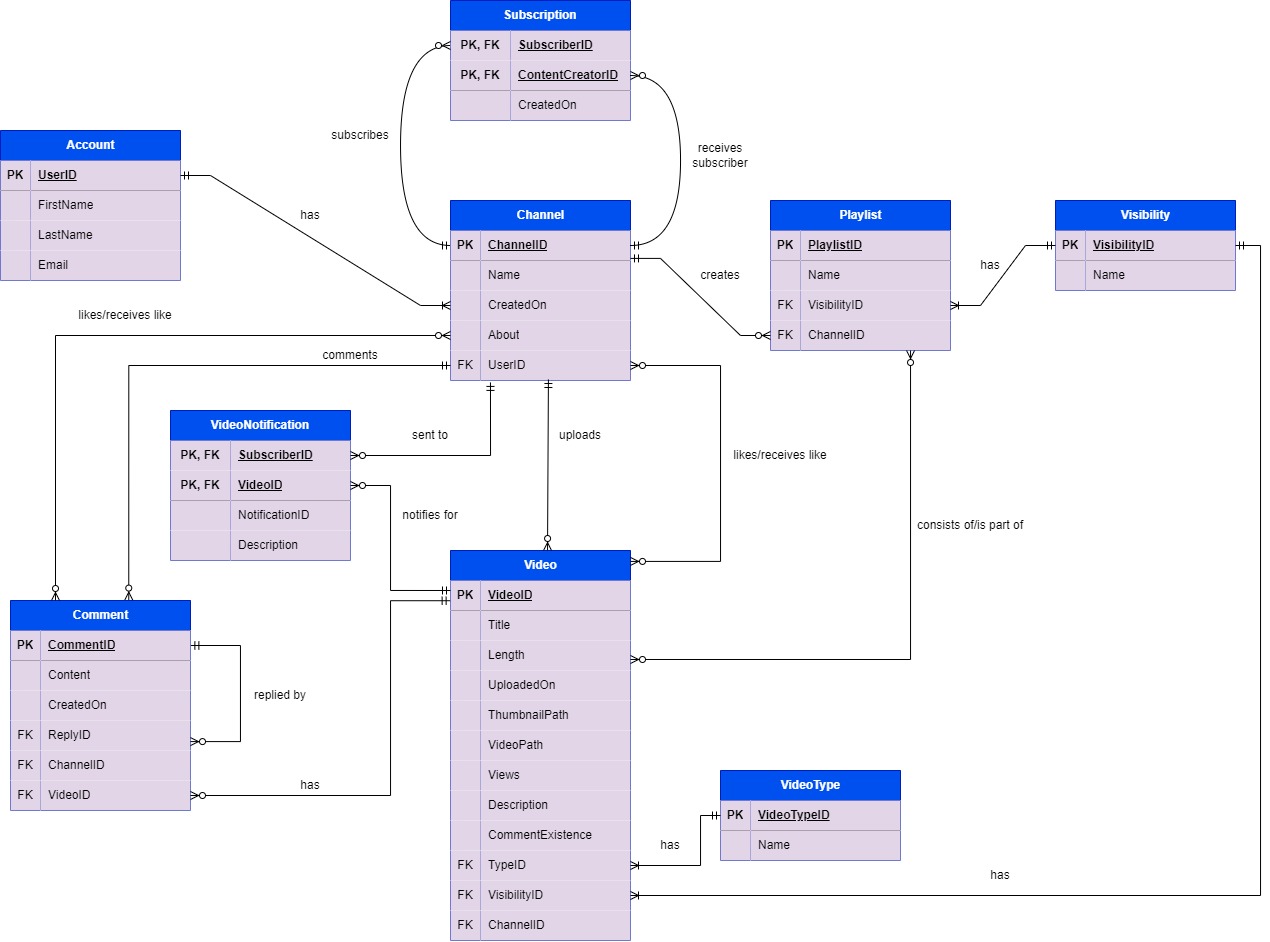 Subscription
PK, FK SubscriberID
PK, FK ContentCreatorID
CreatedOn
subscribes
receives
subscriber
Account
PK UserID
FirstName
LastName
Email
has
Channel
PK ChannelID
Name
CreatedOn
About
FK UserID
creates
Playlist
PK PlaylistID
Name
FK VisibilityID
FK ChannelID
has
Visibility
PK VisibilityID
Name
likes/receives like
comments
VideoNotification
PK, FK SubscriberID
PK, FK VideoID
NotificationID
Description
sent to
uploads
likes/receives like
notifies for
consists of/is part of
Video
PK VideoID
Title
Length
UploadedOn
ThumbnailPath
VideoPath
Views
Description
CommentExistence
FK TypeID
FK VisibilityID
FK ChannelID
Comment
PK CommentID
Content
CreatedOn
FK ReplyID
FK ChannelID
FK VideoID
replied by
has
VideoType
PK VideoTypeID
Name
has
has